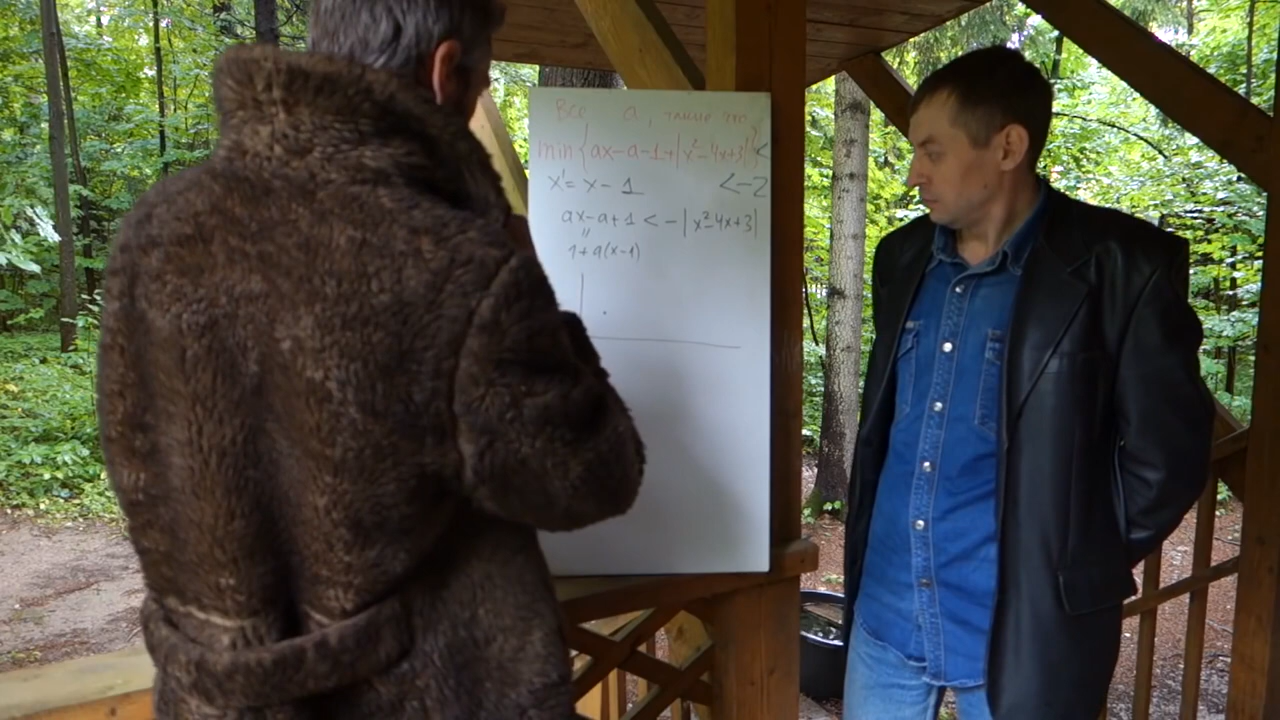 Все a, такие что
min{ax-a-1+|x²-4x+3|}<
x'= x-1 <-2
ax-a+1 < -|x²-4x+3|
"
1+a(x-1)